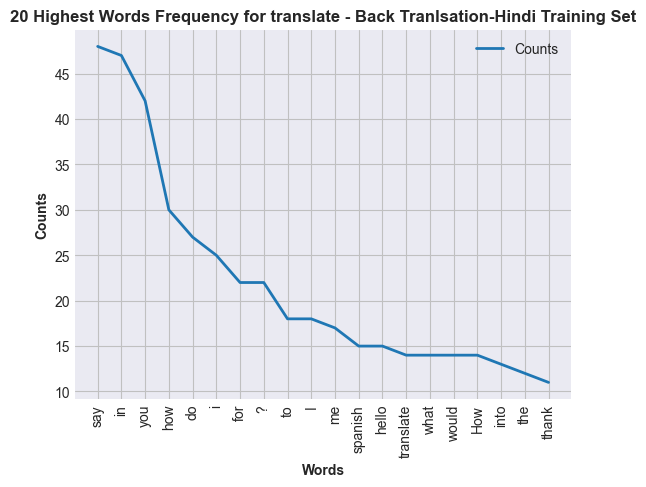 20 Highest Words Frequency for translate - Back Tranlsation-Hindi Training Set
Counts
45
40
35
30
25
20
15
10
Counts
say
in
you
how
do
i
for
?
to
I
me
spanish
hello
translate
what
would
How
into
the
thank
Words